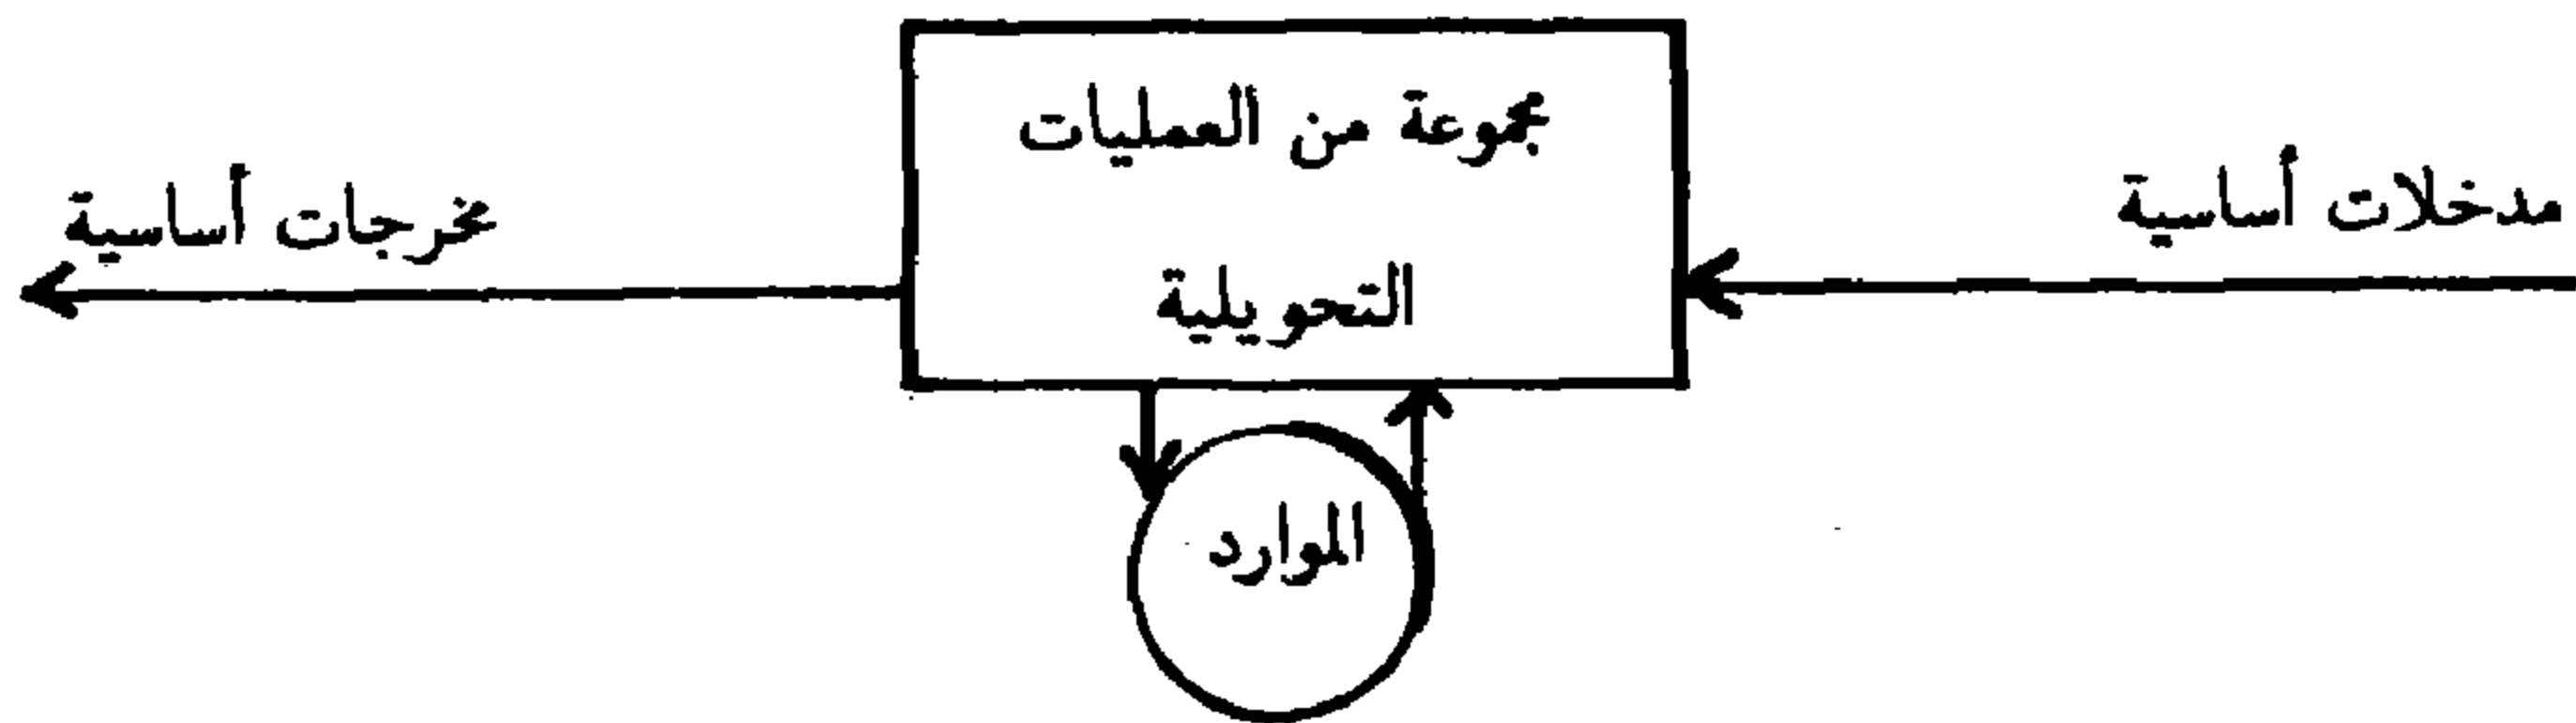 مجموعة من العمليات
التحويلية
مدخلات أساسية
مخرجات أساسية
الموارد